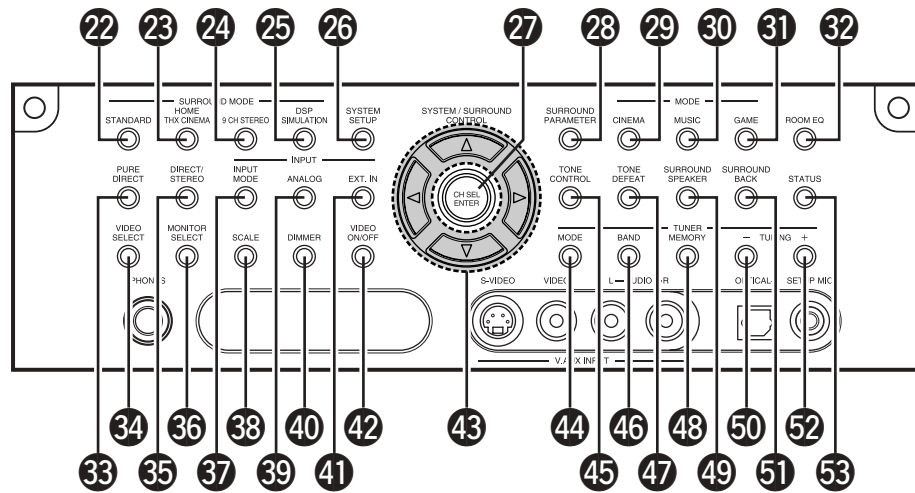 22 23 24 25 26 27 28 29 30 31 32
SURROUND MODE
MODE
STANDARD
HOME
THX CINEMA
9 CH STEREO
DSP
SIMULATION
SYSTEM
SETUP
SYSTEM / SURROUND
CONTROL
SURROUND
PARAMETER
CINEMA
MUSIC
GAME
ROOM EQ
INPUT
PURE
DIRECT
DIRECT/
STEREO
INPUT
MODE
ANALOG
EXT. IN
CH SEL
ENTER
TONE
CONTROL
TONE
DEFEAT
SURROUND
SPEAKER
SURROUND
BACK
STATUS
VIDEO
SELECT
MONITOR
SELECT
SCALE
DIMMER
VIDEO
ON/OFF
TUNER
MODE
BAND
MEMORY
– TUNING +
PHONES
S-VIDEO
VIDEO
L AUDIO R
OPTICAL
SETUP MIC
V. AUX INPUT
34 36 38 40 42 43 44 46 48 50 52
33 35 37 39 41 45 47 49 51 53